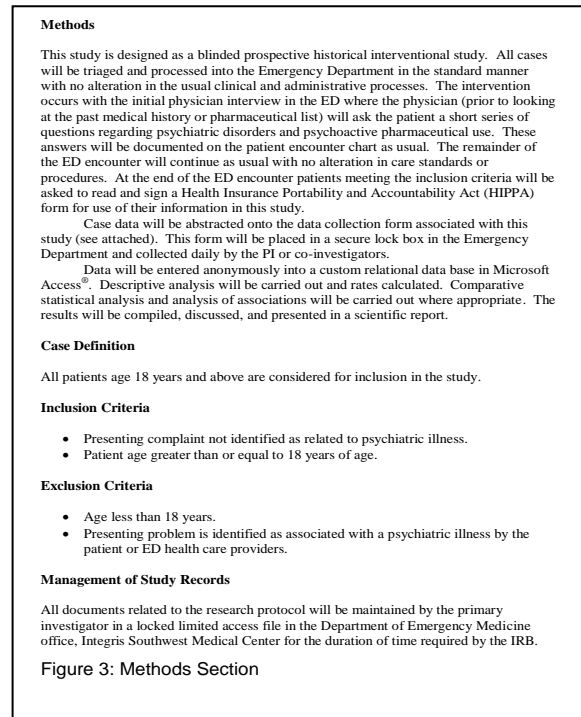 Methods
This study is designed as a blinded prospective historical interventional study. All cases
will be triaged and processed into the Emergency Department in the standard manner
with no alteration in the usual clinical and administrative processes. The intervention
occurs with the initial physician interview in the ED where the physician (prior to looking
at the past medical history or pharmaceutical list) will ask the patient a short series of
questions regarding psychiatric disorders and psychoactive pharmaceutical use. These
answers will be documented on the patient encounter chart as usual. The remainder of
the ED encounter will continue as usual with no alteration in care standards or
procedures. At the end of the ED encounter patients meeting the inclusion criteria will be
asked to read and sign a Health Insurance Portability and Accountability Act (HIPPA)
form for use of their information in this study.
Case data will be abstracted onto the data collection form associated with this
study (see attached). This form will be placed in a secure lock box in the Emergency
Department and collected daily by the PI or co-investigators.
Data will be entered anonymously into a custom relational data base in Microsoft
Access®. Descriptive analysis will be carried out and rates calculated. Comparative
statistical analysis and analysis of associations will be carried out where appropriate. The
results will be compiled, discussed, and presented in a scientific report.
Case Definition
All patients age 18 years and above are considered for inclusion in the study.
Inclusion Criteria
• Presenting complaint not identified as related to psychiatric illness.
• Patient age greater than or equal to 18 years of age.
Exclusion Criteria
• Age less than 18 years.
• Presenting problem is identified as associated with a psychiatric illness by the
patient or ED health care providers.
Management of Study Records
All documents related to the research protocol will be maintained by the primary
investigator in a locked limited access file in the Department of Emergency Medicine
office, Integris Southwest Medical Center for the duration of time required by the IRB.
Figure 3: Methods Section